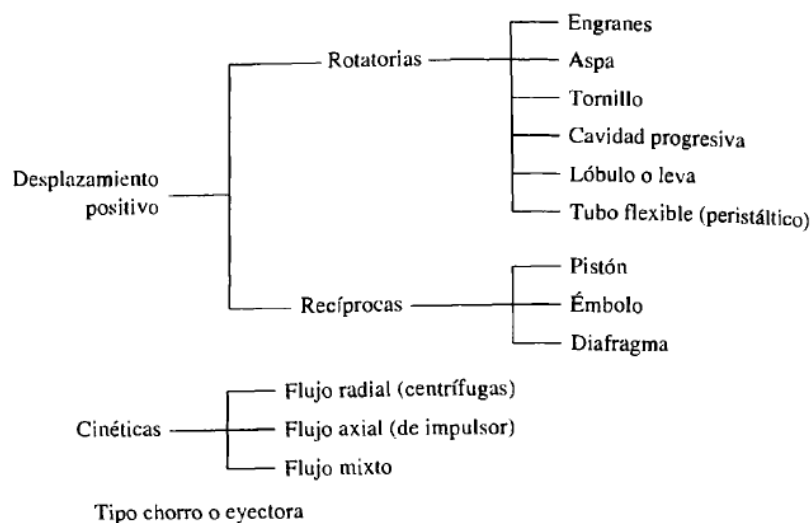 Desplazamiento
positivo
Rotatorias
Engranes
Aspa
Tornillo
Cavidad progresiva
Lóbulo o leva
Tubo flexible (peristáltico)
Recíprocas
Pistón
Émbolo
Diafragma
Cinéticas
Flujo radial (centrífugas)
Flujo axial (de impulsor)
Flujo mixto
Tipo chorro o eyectora